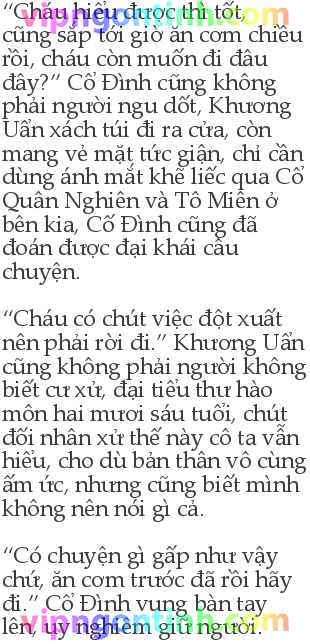 “Cháu hiểu được thì tốt,
cũng sắp tới giờ ăn cơm chiều
rồi, cháu còn muốn đi đâu
đây?” Cổ Đình cũng không
phải người ngu dốt, Khương
Uẩn xách túi đi ra cửa, còn
mang vẻ mặt tức giận, chỉ cần
dùng ánh mắt khẽ liếc qua Cổ
Quân Nghiên và Tô Miên ở
bên kia, Cố Đình cũng đã
đoán được đại khái câu
chuyện.
“Cháu có chút việc đột xuất
nên phải rời đi.” Khương Uẩn
cũng không phải người không
biết cư xử, đại tiểu thư hào
môn hai mươi sáu tuổi, chút
đối nhân xử thế này cô ta vẫn
hiểu, cho dù bản thân vô cùng
ấm ức, nhưng cũng biết mình
không nên nói gì cả.
“Có chuyện gì gấp như vậy
chứ, ăn cơm trước đã rồi hãy
đi.” Cổ Đình vung bàn tay
lên, uy nghiêm giữ người
vipngontinh.com
vipngontinh.com